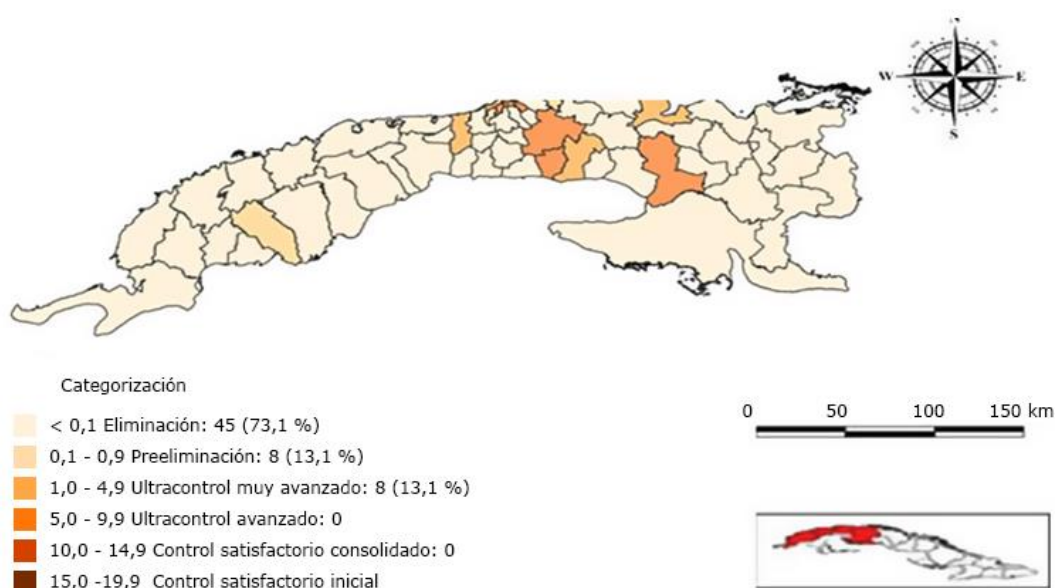 N
W
E
S
Categorización
< 0,1 Eliminación: 45 (73,1 %)
0,1 - 0,9 Preeliminación: 8 (13,1 %)
1,0 - 4,9 Ultracontrol muy avanzado: 8 (13,1 %)
5,0 - 9,9 Ultracontrol avanzado: 0
10,0 - 14,9 Control satisfactorio consolidado: 0
15,0 -19,9 Control satisfactorio inicial
0 50 100 150 km